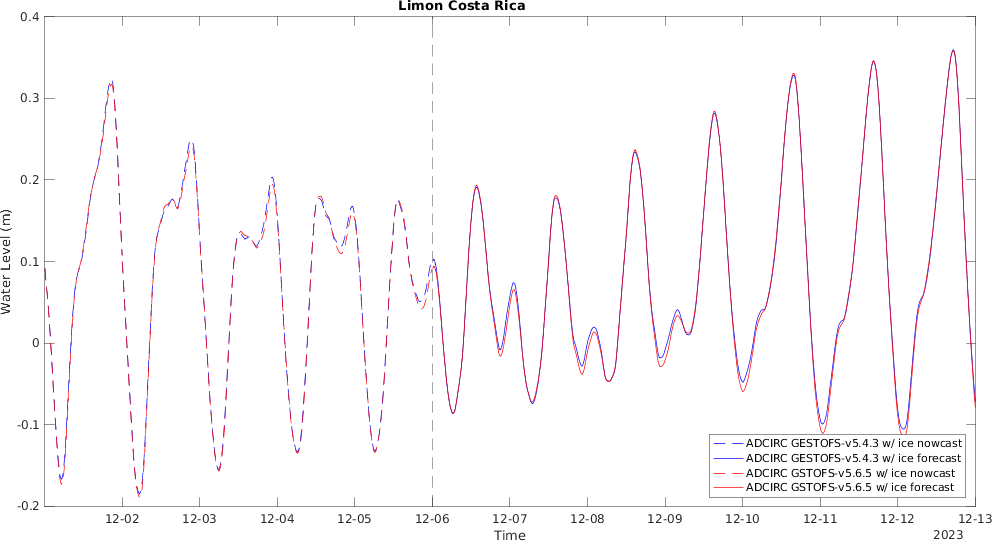 Limon Costa Rica
0.4
0.3
0.2
0.1
0
-0.1
-0.2
Water Level (m)
ADCIRC GESTOFS-v5.4.3 w/ ice nowcast
ADCIRC GESTOFS-v5.4.3 w/ ice forecast
ADCIRC GSTOFS-v5.6.5 w/ ice nowcast
ADCIRC GSTOFS-v5.6.5 w/ ice forecast
12-02 12-03 12-04 12-05 12-06 12-07 12-08 12-09 12-10 12-11 12-12 12-13
Time
2023